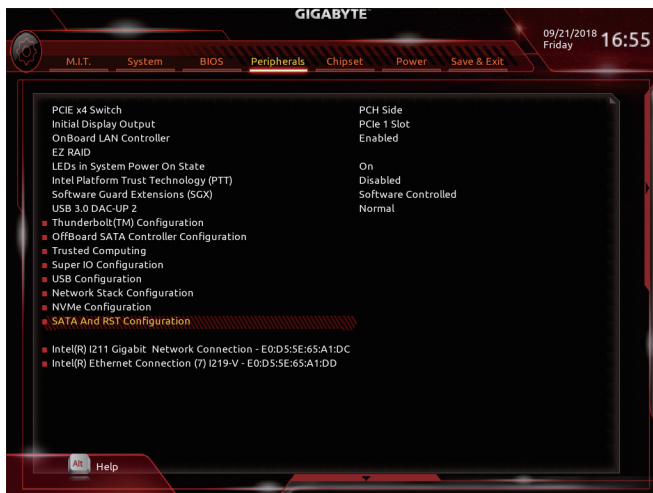 GIGABYTE™
09/21/2018 16:55
Friday
M.I.T. System BIOS Peripherals Chipset Power Save & Exit
PCIE x4 Switch PCH Side
Initial Display Output PCIe 1 Slot
OnBoard LAN Controller Enabled
EZ RAID
LEDs in System Power On State On
Intel Platform Trust Technology (PTT) Disabled
Software Guard Extensions (SGX) Software Controlled
USB 3.0 DAC-UP 2 Normal
Thunderbolt(TM) Configuration
OffBoard SATA Controller Configuration
Trusted Computing
Super IO Configuration
USB Configuration
Network Stack Configuration
NVMe Configuration
SATA And RST Configuration
Intel(R) I211 Gigabit Network Connection - E0:D5:5E:65:A1:DC
Intel(R) Ethernet Connection (7) I219-V - E0:D5:5E:65:A1:DD
Alt Help